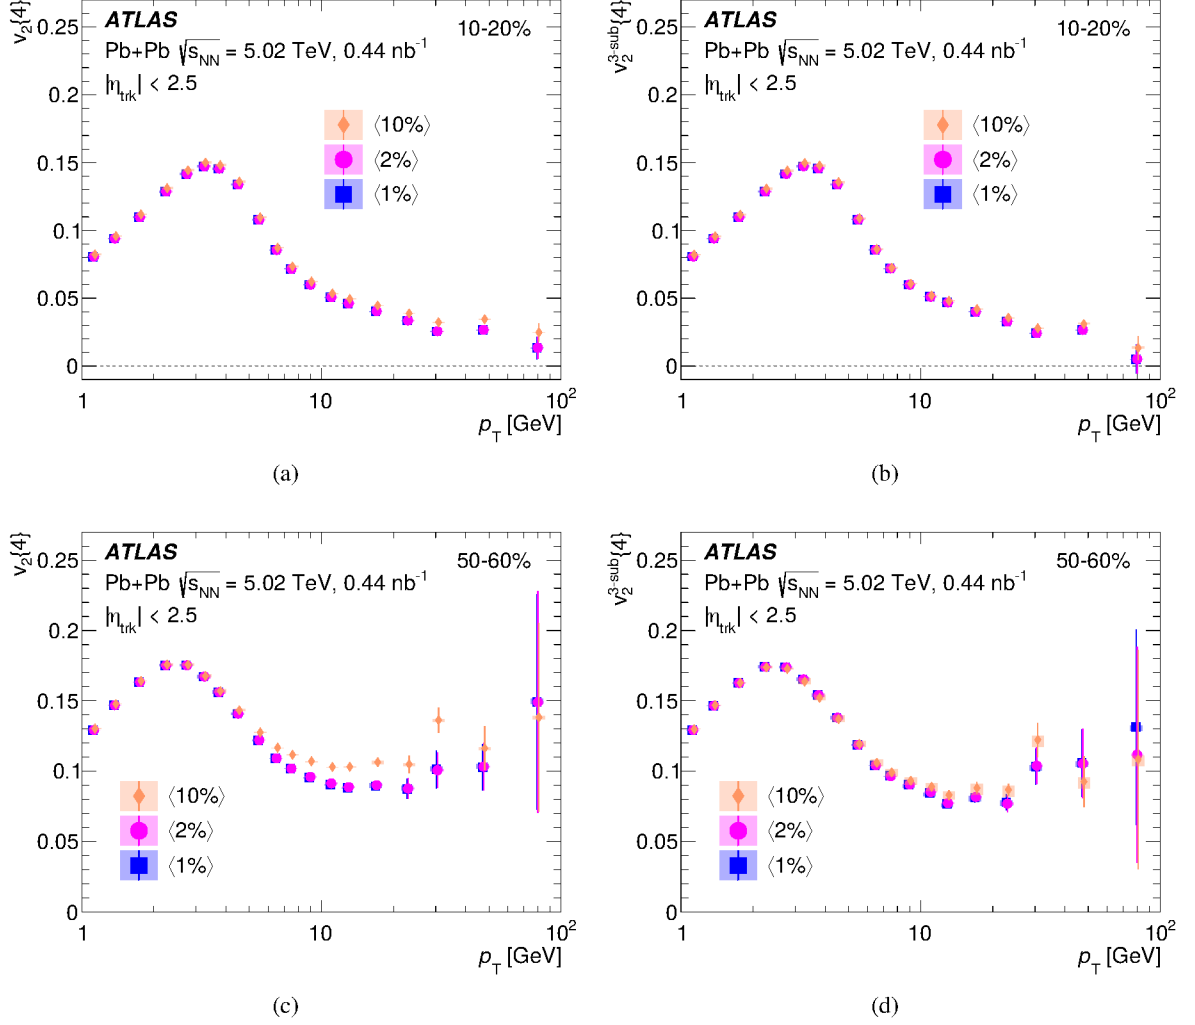 v₂{4}
0.25
0.2
0.15
0.1
0.05
0
ATLAS
10-20%
Pb+Pb √sNN = 5.02 TeV, 0.44 nb⁻¹
|ηtrk| < 2.5
⟨10%⟩
⟨2%⟩
⟨1%⟩
1
10
10²
pT [GeV]
(a)
v₂³⁻ˢᵘᵇ{4}
0.25
0.2
0.15
0.1
0.05
0
ATLAS
10-20%
Pb+Pb √sNN = 5.02 TeV, 0.44 nb⁻¹
|ηtrk| < 2.5
⟨10%⟩
⟨2%⟩
⟨1%⟩
1
10
10²
pT [GeV]
(b)
v₂{4}
0.25
0.2
0.15
0.1
0.05
0
ATLAS
50-60%
Pb+Pb √sNN = 5.02 TeV, 0.44 nb⁻¹
|ηtrk| < 2.5
⟨10%⟩
⟨2%⟩
⟨1%⟩
1
10
10²
pT [GeV]
(c)
v₂³⁻ˢᵘᵇ{4}
0.25
0.2
0.15
0.1
0.05
0
ATLAS
50-60%
Pb+Pb √sNN = 5.02 TeV, 0.44 nb⁻¹
|ηtrk| < 2.5
⟨10%⟩
⟨2%⟩
⟨1%⟩
1
10
10²
pT [GeV]
(d)